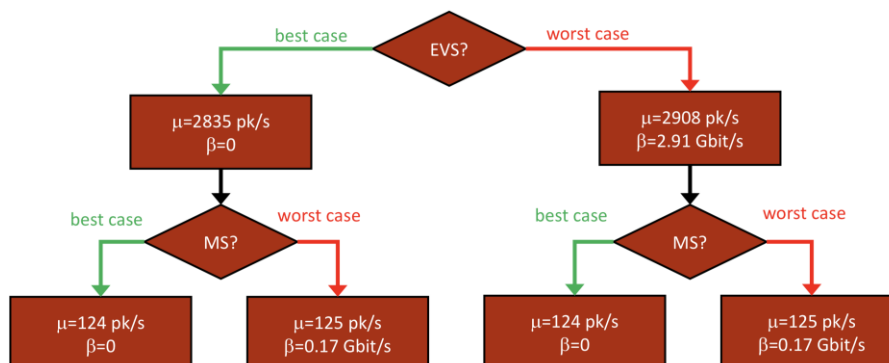 best case
EVS?
worst case
μ=2835 pk/s
β=0
μ=2908 pk/s
β=2.91 Gbit/s
best case
MS?
worst case
best case
MS?
worst case
μ=124 pk/s
β=0
μ=125 pk/s
β=0.17 Gbit/s
μ=124 pk/s
β=0
μ=125 pk/s
β=0.17 Gbit/s